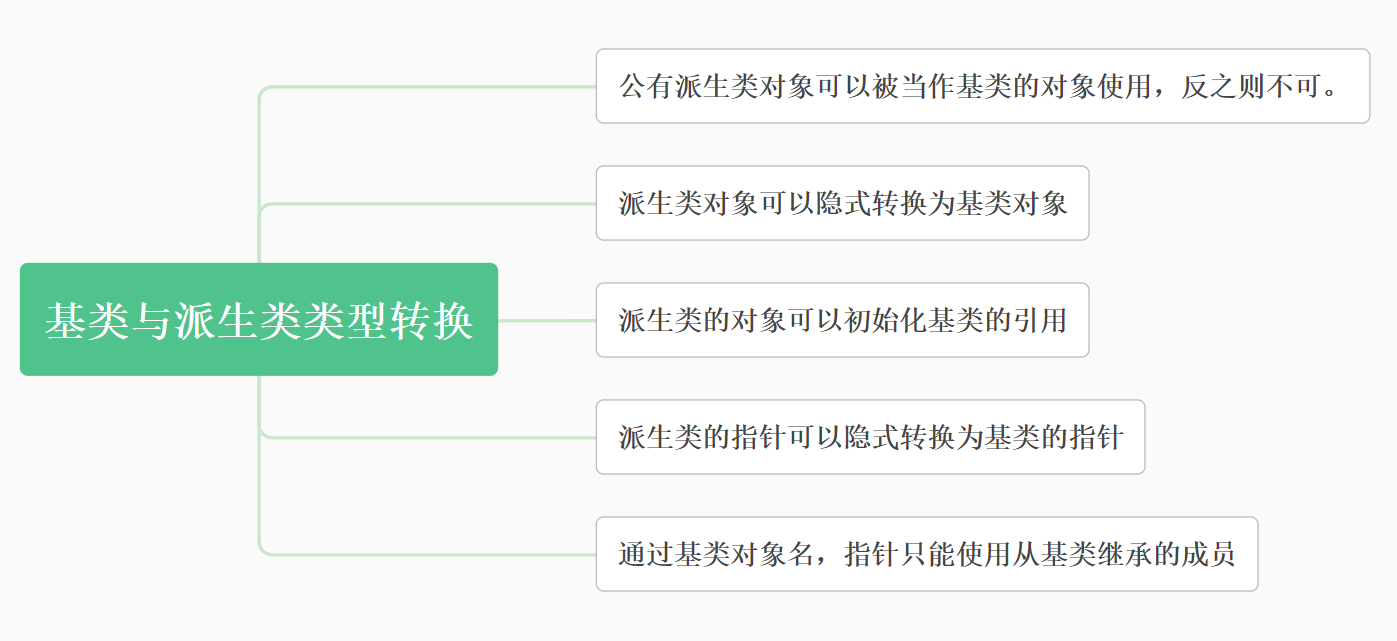 公有派生类对象可以被当作基类的对象使用，反之则不可。
派生类对象可以隐式转换为基类对象
基类与派生类类型转换
派生类的对象可以初始化基类的引用
派生类的指针可以隐式转换为基类的指针
通过基类对象名，指针只能使用从基类继承的成员